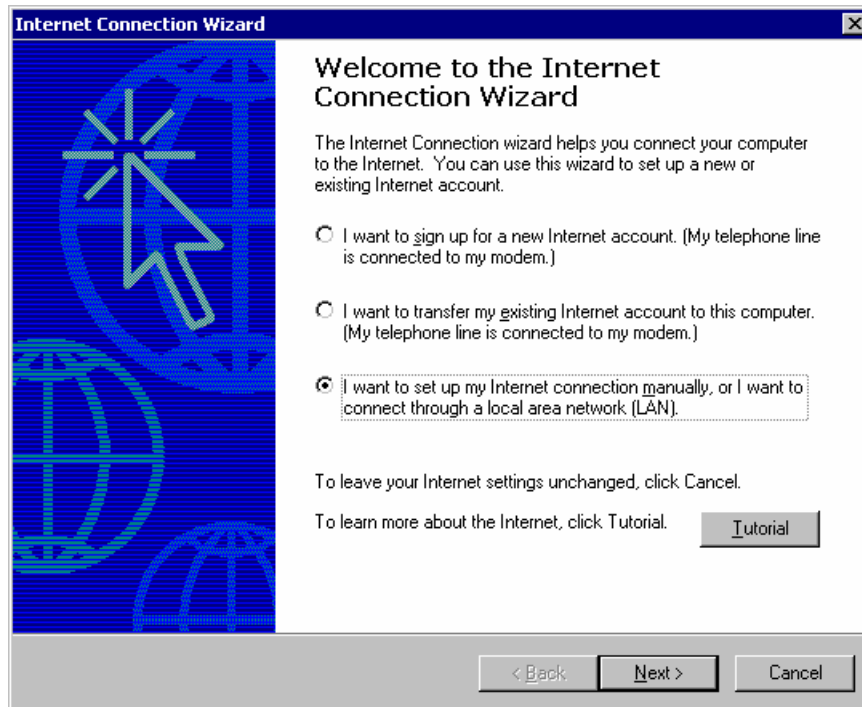 Internet Connection Wizard
Welcome to the Internet
Connection Wizard
The Internet Connection wizard helps you connect your computer
to the Internet. You can use this wizard to set up a new or
existing Internet account.
I want to sign up for a new Internet account. (My telephone line
is connected to my modem.)
I want to transfer my existing Internet account to this computer.
(My telephone line is connected to my modem.)
I want to set up my Internet connection manually, or I want to
connect through a local area network (LAN).
To leave your Internet settings unchanged, click Cancel.
To learn more about the Internet, click Tutorial.
Tutorial
< Back
Next >
Cancel